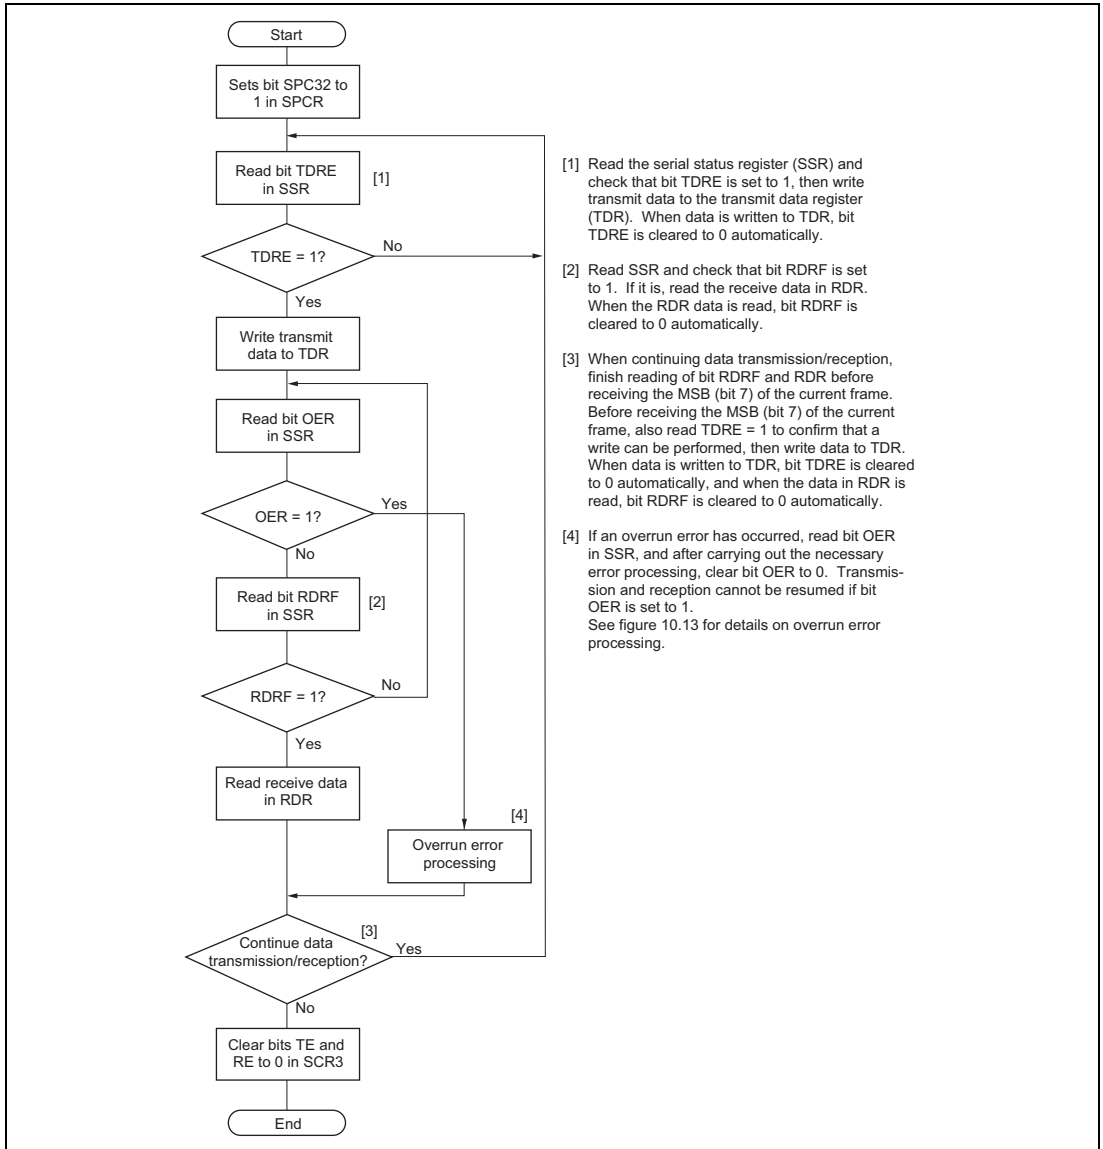 Start
Sets bit SPC32 to
1 in SPCR
Read bit TDRE
in SSR
[1]
TDRE = 1?
No
Yes
Write transmit
data to TDR
Read bit OER
in SSR
OER = 1?
Yes
No
Read bit RDRF
in SSR
[2]
RDRF = 1?
No
Yes
Read receive data
in RDR
[4]
Overrun error
processing
[3]
Continue data
transmission/reception?
Yes
No
Clear bits TE and
RE to 0 in SCR3
End
[1] Read the serial status register (SSR) and
check that bit TDRE is set to 1, then write
transmit data to the transmit data register
(TDR). When data is written to TDR, bit
TDRE is cleared to 0 automatically.
[2] Read SSR and check that bit RDRF is set
to 1. If it is, read the receive data in RDR.
When the RDR data is read, bit RDRF is
cleared to 0 automatically.
[3] When continuing data transmission/reception,
finish reading of bit RDRF and RDR before
receiving the MSB (bit 7) of the current frame.
Before receiving the MSB (bit 7) of the current
frame, also read TDRE = 1 to confirm that a
write can be performed, then write data to TDR.
When data is written to TDR, bit TDRE is cleared
to 0 automatically, and when the data in RDR is
read, bit RDRF is cleared to 0 automatically.
[4] If an overrun error has occurred, read bit OER
in SSR, and after carrying out the necessary
error processing, clear bit OER to 0. Transmis-
sion and reception cannot be resumed if bit
OER is set to 1.
See figure 10.13 for details on overrun error
processing.